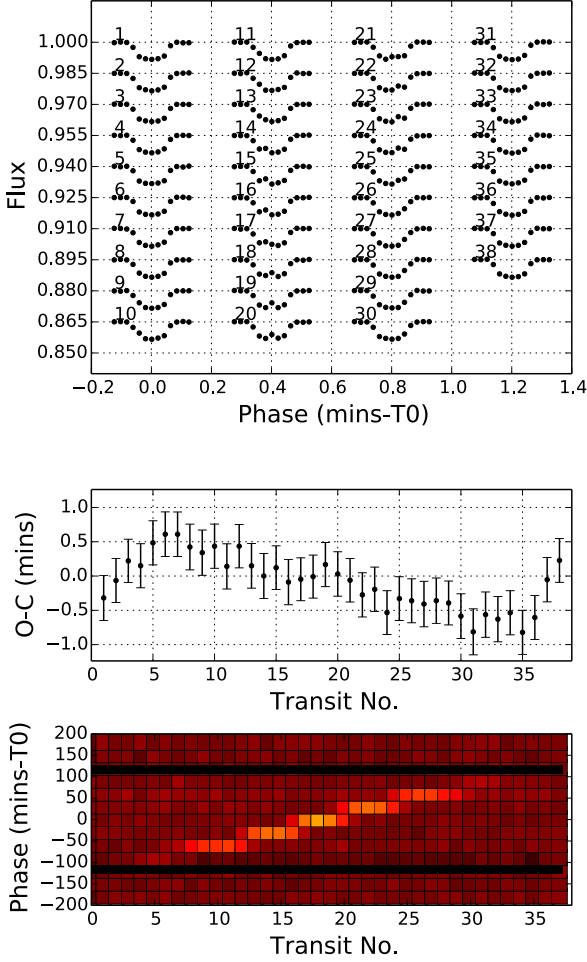 Flux
1.000
0.985
0.970
0.955
0.940
0.925
0.910
0.895
0.880
0.865
0.850
1 11 21 31
2 12 22 32
3 13 23 33
4 14 24 34
5 15 25 35
6 16 26 36
7 17 27 37
8 18 28 38
9 19 29
10 20 30
−0.2 0.0 0.2 0.4 0.6 0.8 1.0 1.2 1.4
Phase (mins-T0)
O-C (mins)
1.0
0.5
0.0
−0.5
−1.0
0 5 10 15 20 25 30 35
Transit No.
Phase (mins-T0)
200
150
100
50
0
−50
−100
−150
−200
0 5 10 15 20 25 30 35
Transit No.